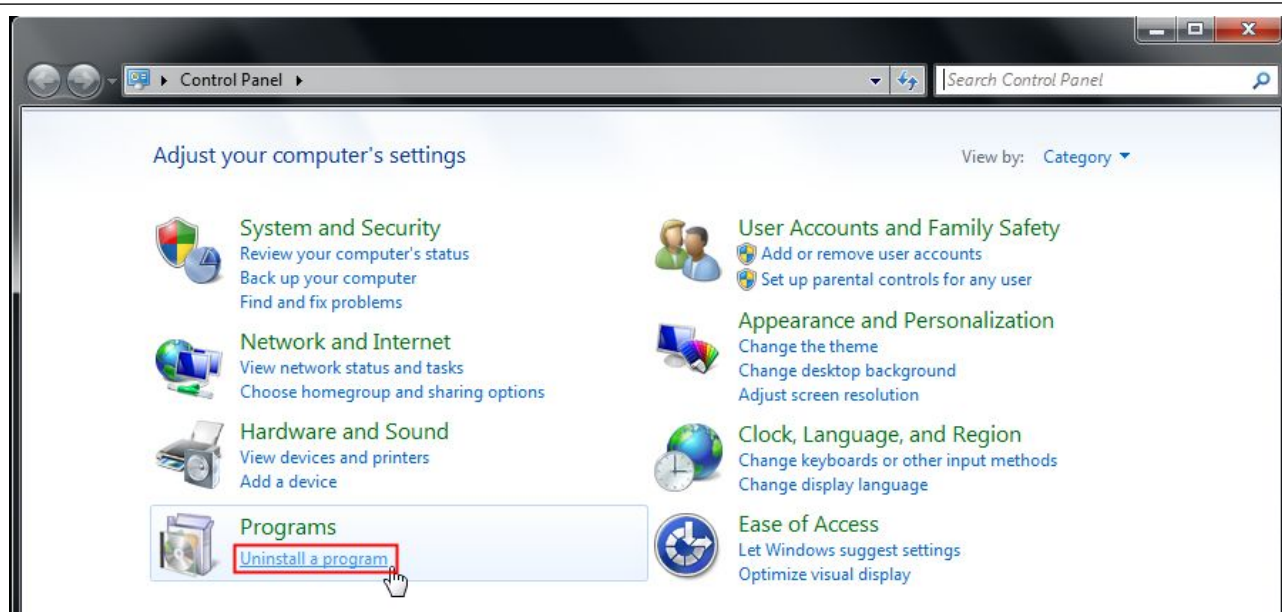 Control Panel
Search Control Panel
Adjust your computer's settings
View by: Category
System and Security
Review your computer's status
Back up your computer
Find and fix problems
Network and Internet
View network status and tasks
Choose homegroup and sharing options
Hardware and Sound
View devices and printers
Add a device
Programs
Uninstall a program
User Accounts and Family Safety
Add or remove user accounts
Set up parental controls for any user
Appearance and Personalization
Change the theme
Change desktop background
Adjust screen resolution
Clock, Language, and Region
Change keyboards or other input methods
Change display language
Ease of Access
Let Windows suggest settings
Optimize visual display